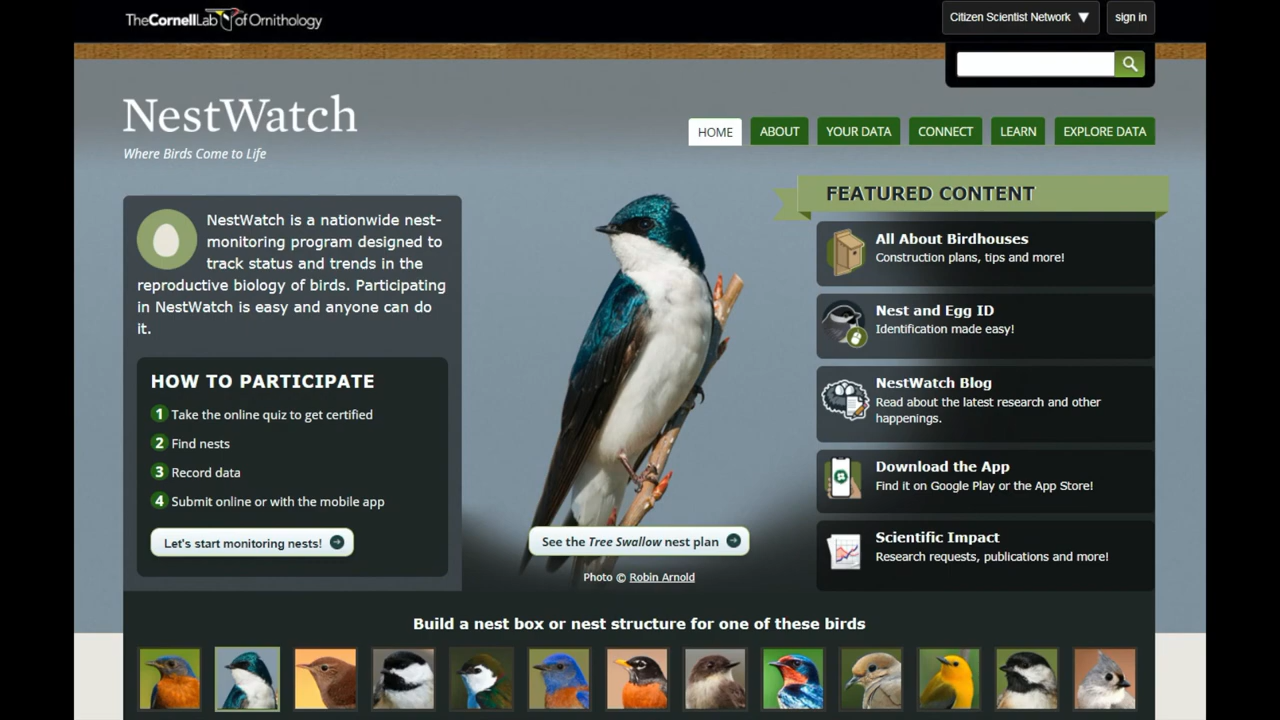 TheCornellLab of Ornithology
Citizen Scientist Network ▼
sign in
NestWatch
Where Birds Come to Life
HOME
ABOUT
YOUR DATA
CONNECT
LEARN
EXPLORE DATA
NestWatch is a nationwide nest-
monitoring program designed to
track status and trends in the
reproductive biology of birds. Participating
in NestWatch is easy and anyone can do
it.
HOW TO PARTICIPATE
1 Take the online quiz to get certified
2 Find nests
3 Record data
4 Submit online or with the mobile app
Let's start monitoring nests!
See the Tree Swallow nest plan
Photo © Robin Arnold
FEATURED CONTENT
All About Birdhouses
Construction plans, tips and more!
Nest and Egg ID
Identification made easy!
NestWatch Blog
Read about the latest research and other
happenings.
Download the App
Find it on Google Play or the App Store!
Scientific Impact
Research requests, publications and more!
Build a nest box or nest structure for one of these birds